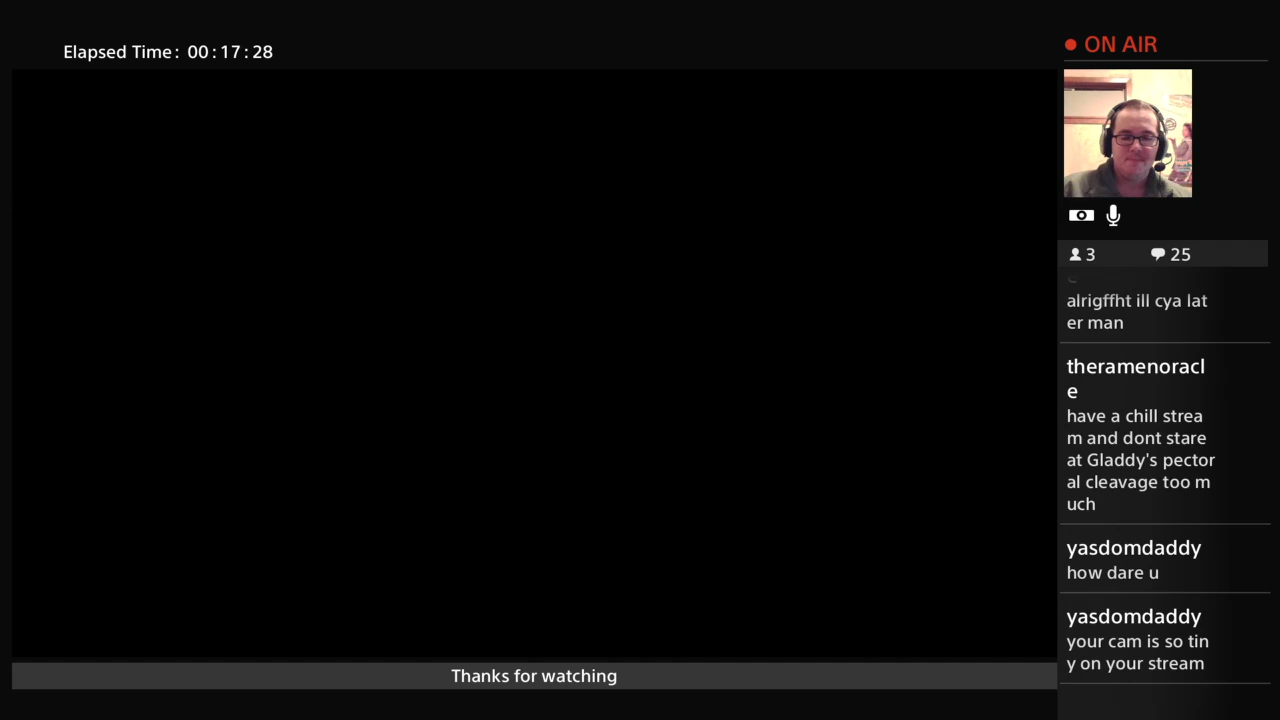 Elapsed Time: 00:17:28
ON AIR
3 25
alrigffht ill cya lat
er man
theramenoracl
e
have a chill strea
m and dont stare
at Gladdy's pector
al cleavage too m
uch
yasdomdaddy
how dare u
yasdomdaddy
your cam is so tin
y on your stream
Thanks for watching